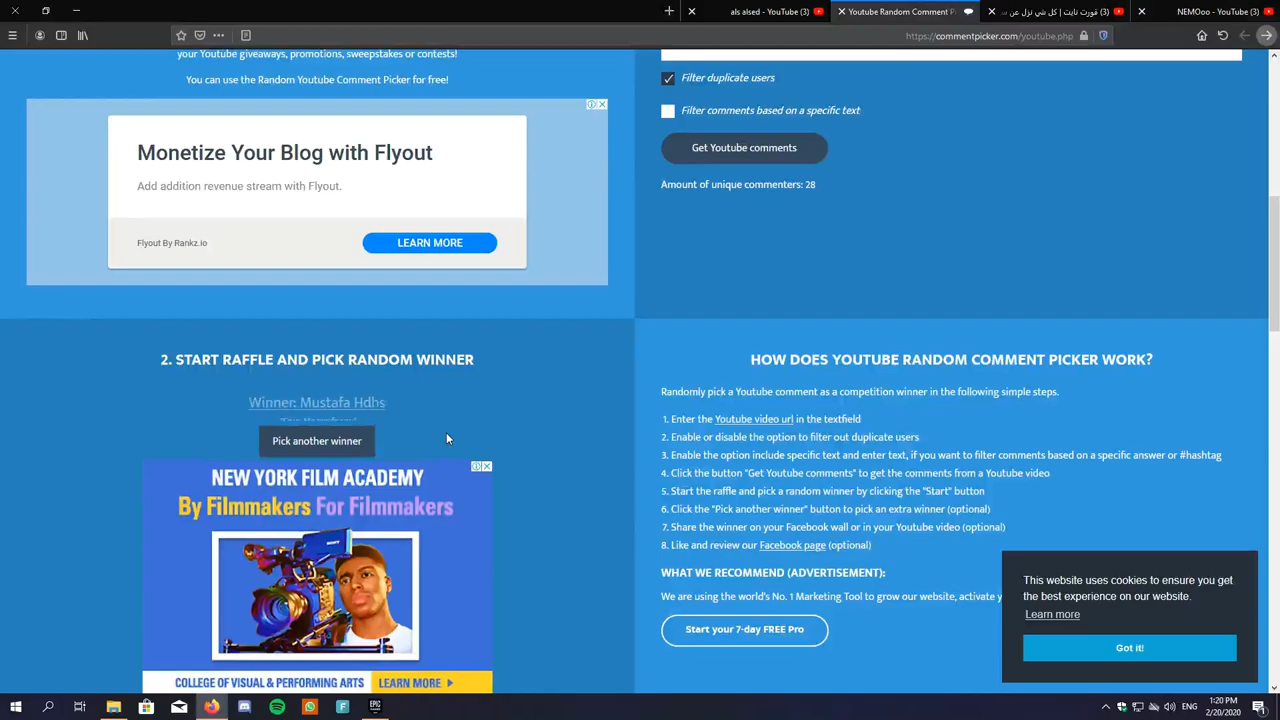 als alsed - YouTube (3)
Youtube Random Comment P
فورت نايت | كل شي نزل عن سـ (3)
NEMOoo - YouTube (3)
https://commentpicker.com/youtube.php
your Youtube giveaways, promotions, sweepstakes or contests!
You can use the Random Youtube Comment Picker for free!
Monetize Your Blog with Flyout
Add addition revenue stream with Flyout.
Flyout By Rankz.io
LEARN MORE
Filter duplicate users
Filter comments based on a specific text
Get Youtube comments
Amount of unique commenters: 28
2. START RAFFLE AND PICK RANDOM WINNER
Winner: Mustafa Hdhs
Pick another winner
NEW YORK FILM ACADEMY
By Filmmakers For Filmmakers
COLLEGE OF VISUAL & PERFORMING ARTS
LEARN MORE
HOW DOES YOUTUBE RANDOM COMMENT PICKER WORK?
Randomly pick a Youtube comment as a competition winner in the following simple steps.
1. Enter the Youtube video url in the textfield
2. Enable or disable the option to filter out duplicate users
3. Enable the option include specific text and enter text, if you want to filter comments based on a specific answer or #hashtag
4. Click the button "Get Youtube comments" to get the comments from a Youtube video
5. Start the raffle and pick a random winner by clicking the "Start" button
6. Click the "Pick another winner" button to pick an extra winner (optional)
7. Share the winner on your Facebook wall or in your Youtube video (optional)
8. Like and review our Facebook page (optional)
WHAT WE RECOMMEND (ADVERTISEMENT):
We are using the world's No. 1 Marketing Tool to grow our website, activate y
Start your 7-day FREE Pro
This website uses cookies to ensure you get
the best experience on our website.
Learn more
Got it!
EPIC
1:20 PM
2/20/2020